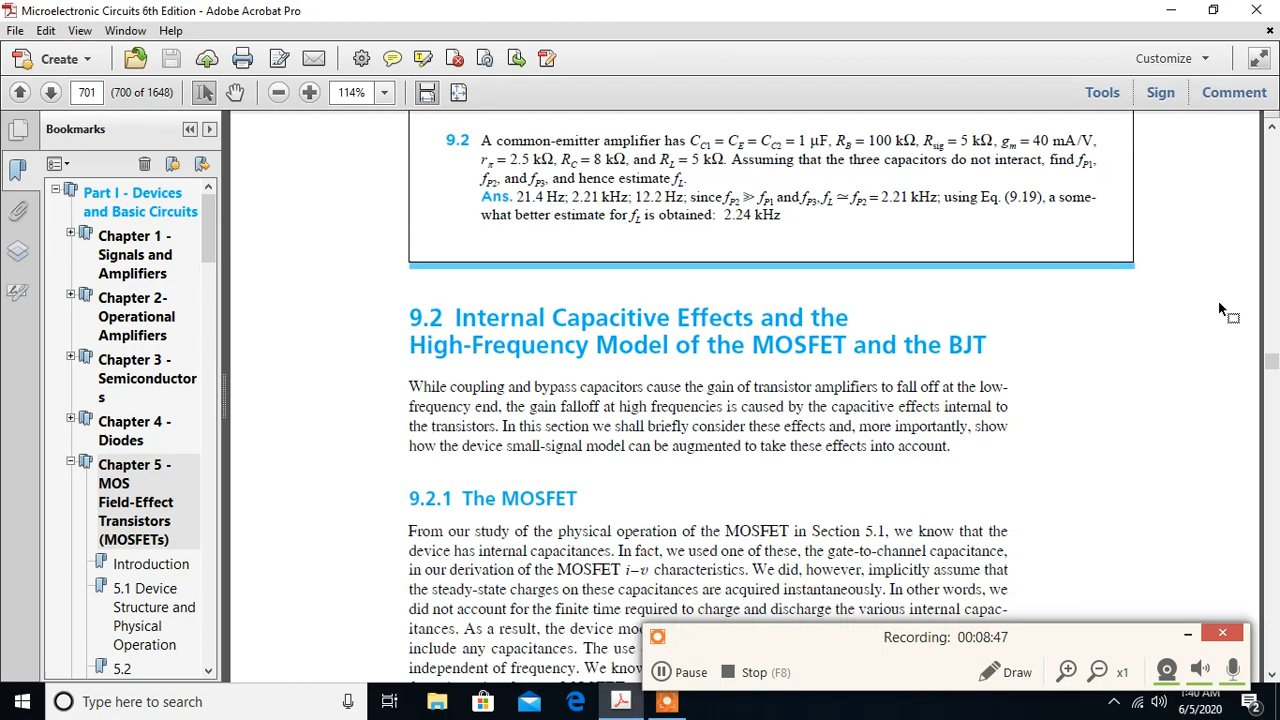 Microelectronic Circuits 6th Edition - Adobe Acrobat Pro
File Edit View Window Help
Create
Customize
701 (700 of 1648) 114%
Tools Sign Comment
Bookmarks
Part I - Devices
and Basic Circuits
Chapter 1 -
Signals and
Amplifiers
Chapter 2-
Operational
Amplifiers
Chapter 3 -
Semiconductor
s
Chapter 4 -
Diodes
Chapter 5 -
MOS
Field-Effect
Transistors
(MOSFETs)
Introduction
5.1 Device
Structure and
Physical
Operation
5.2
9.2 A common-emitter amplifier has C_C1 = C_E = C_C2 = 1 µF, R_B = 100 kΩ, R_sig = 5 kΩ, g_m = 40 mA/V,
r_π = 2.5 kΩ, R_C = 8 kΩ, and R_L = 5 kΩ. Assuming that the three capacitors do not interact, find f_P1,
f_P2, and f_P3, and hence estimate f_L.
Ans. 21.4 Hz; 2.21 kHz; 12.2 Hz; since f_P2 ≫ f_P1 and f_P3, f_L ≃ f_P2 = 2.21 kHz; using Eq. (9.19), a some-
what better estimate for f_L is obtained: 2.24 kHz
9.2 Internal Capacitive Effects and the
High-Frequency Model of the MOSFET and the BJT
While coupling and bypass capacitors cause the gain of transistor amplifiers to fall off at the low-
frequency end, the gain falloff at high frequencies is caused by the capacitive effects internal to
the transistors. In this section we shall briefly consider these effects and, more importantly, show
how the device small-signal model can be augmented to take these effects into account.
9.2.1 The MOSFET
From our study of the physical operation of the MOSFET in Section 5.1, we know that the
device has internal capacitances. In fact, we used one of these, the gate-to-channel capacitance,
in our derivation of the MOSFET i–v characteristics. We did, however, implicitly assume that
the steady-state charges on these capacitances are acquired instantaneously. In other words, we
did not account for the finite time required to charge and discharge the various internal capac-
itances. As a result, the device
include any capacitances. The use
independent of frequency. We
Recording: 00:08:47
Pause Stop (F8) Draw x1
Type here to search
1:40 AM
6/5/2020
2